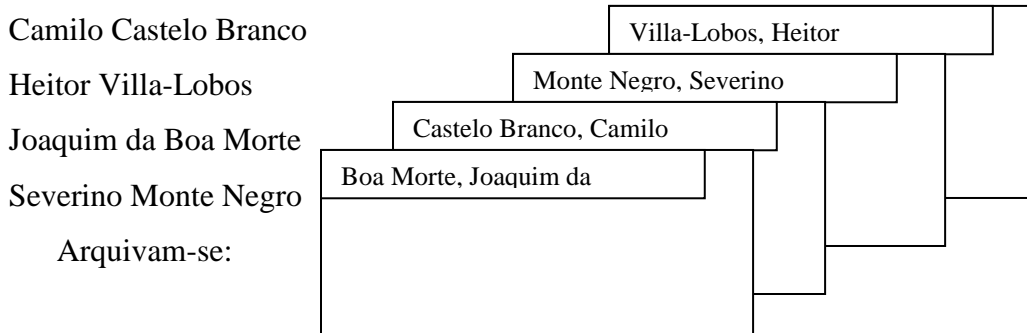 Camilo Castelo Branco
Heitor Villa-Lobos
Joaquim da Boa Morte
Severino Monte Negro
Arquivam-se:
Villa-Lobos, Heitor
Monte Negro, Severino
Castelo Branco, Camilo
Boa Morte, Joaquim da